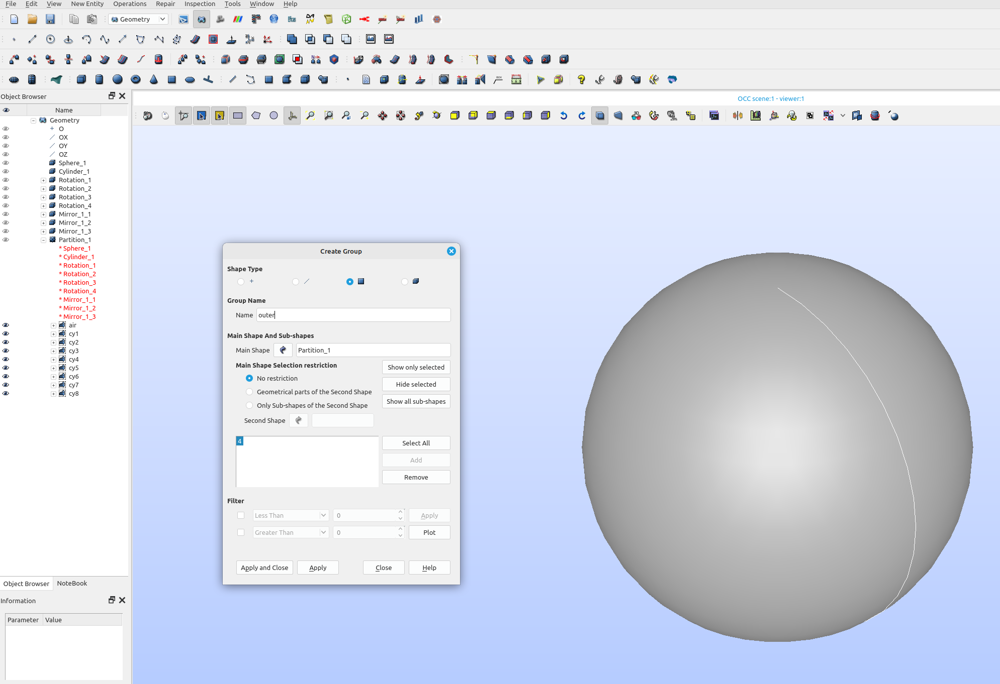 File Edit View New Entity Operations Repair Inspection Tools Window Help
Geometry
Object Browser
OCC scene:1 - viewer:1
Name
Geometry
O
OX
OY
OZ
Sphere_1
Cylinder_1
Rotation_1
Rotation_2
Rotation_3
Rotation_4
Mirror_1_1
Mirror_1_2
Mirror_1_3
Partition_1
* Sphere_1
* Cylinder_1
* Rotation_1
* Rotation_2
* Rotation_3
* Rotation_4
* Mirror_1_1
* Mirror_1_2
* Mirror_1_3
air
cy1
cy2
cy3
cy4
cy5
cy6
cy7
cy8
Object Browser NoteBook
Information
Parameter Value
Create Group
Shape Type
Group Name
Name outer
Main Shape And Sub-shapes
Main Shape Partition_1
Main Shape Selection restriction
Show only selected
No restriction
Hide selected
Geometrical parts of the Second Shape
Show all sub-shapes
Only Sub-shapes of the Second Shape
Second Shape
4
Select All
Add
Remove
Filter
Less Than 0 Apply
Greater Than 0 Plot
Apply and Close Apply Close Help